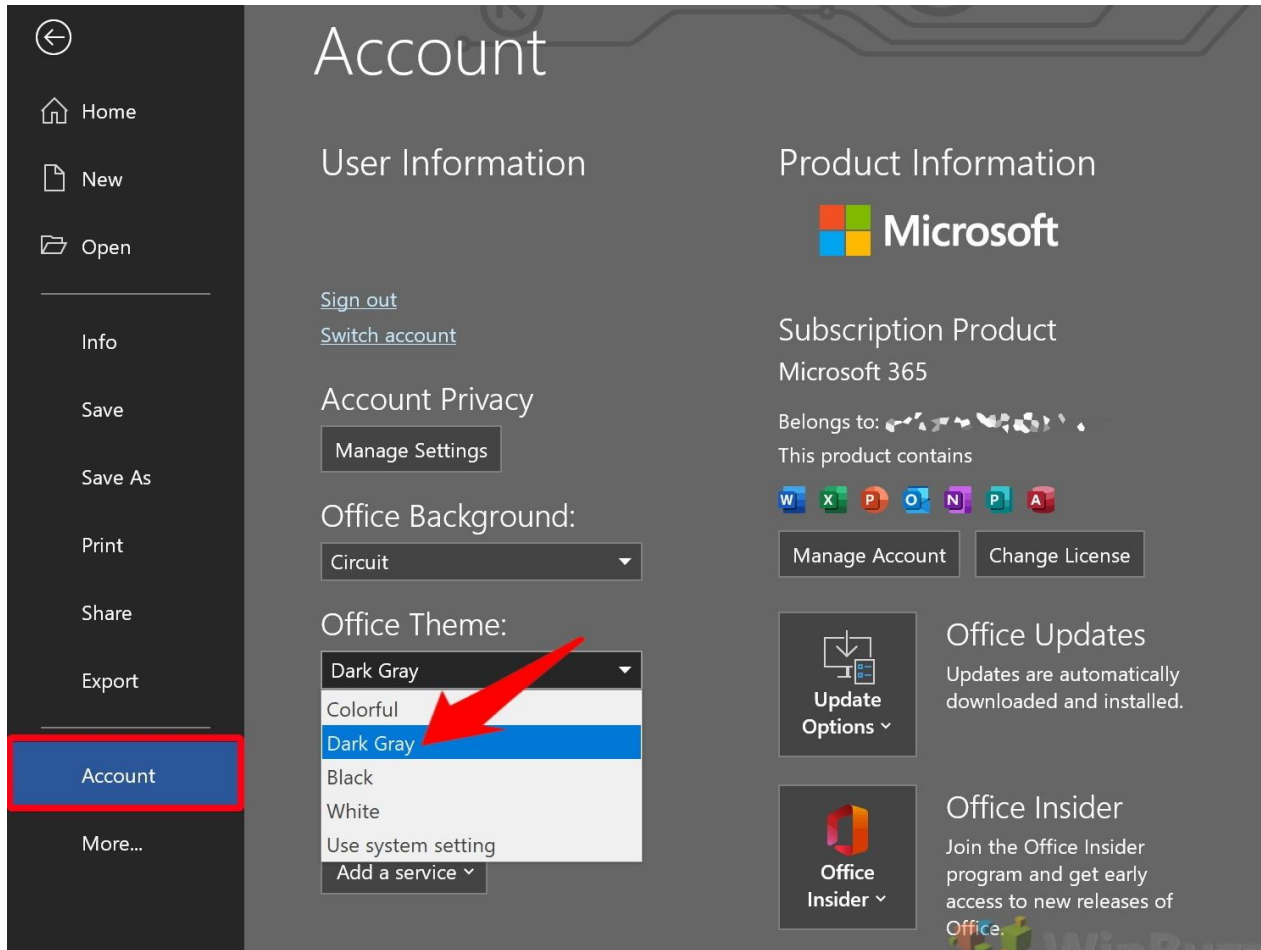 Account
Home
New
Open
Info
Save
Save As
Print
Share
Export
Account
More...
User Information
Sign out
Switch account
Account Privacy
Manage Settings
Office Background:
Circuit
Office Theme:
Dark Gray
Colorful
Dark Gray
Black
White
Use system setting
Add a service
Product Information
Microsoft
Subscription Product
Microsoft 365
Belongs to:
This product contains
W X P O N P A
Manage Account Change License
Update
Options
Office Updates
Updates are automatically
downloaded and installed.
Office
Insider
Office Insider
Join the Office Insider
program and get early
access to new releases of
Office.